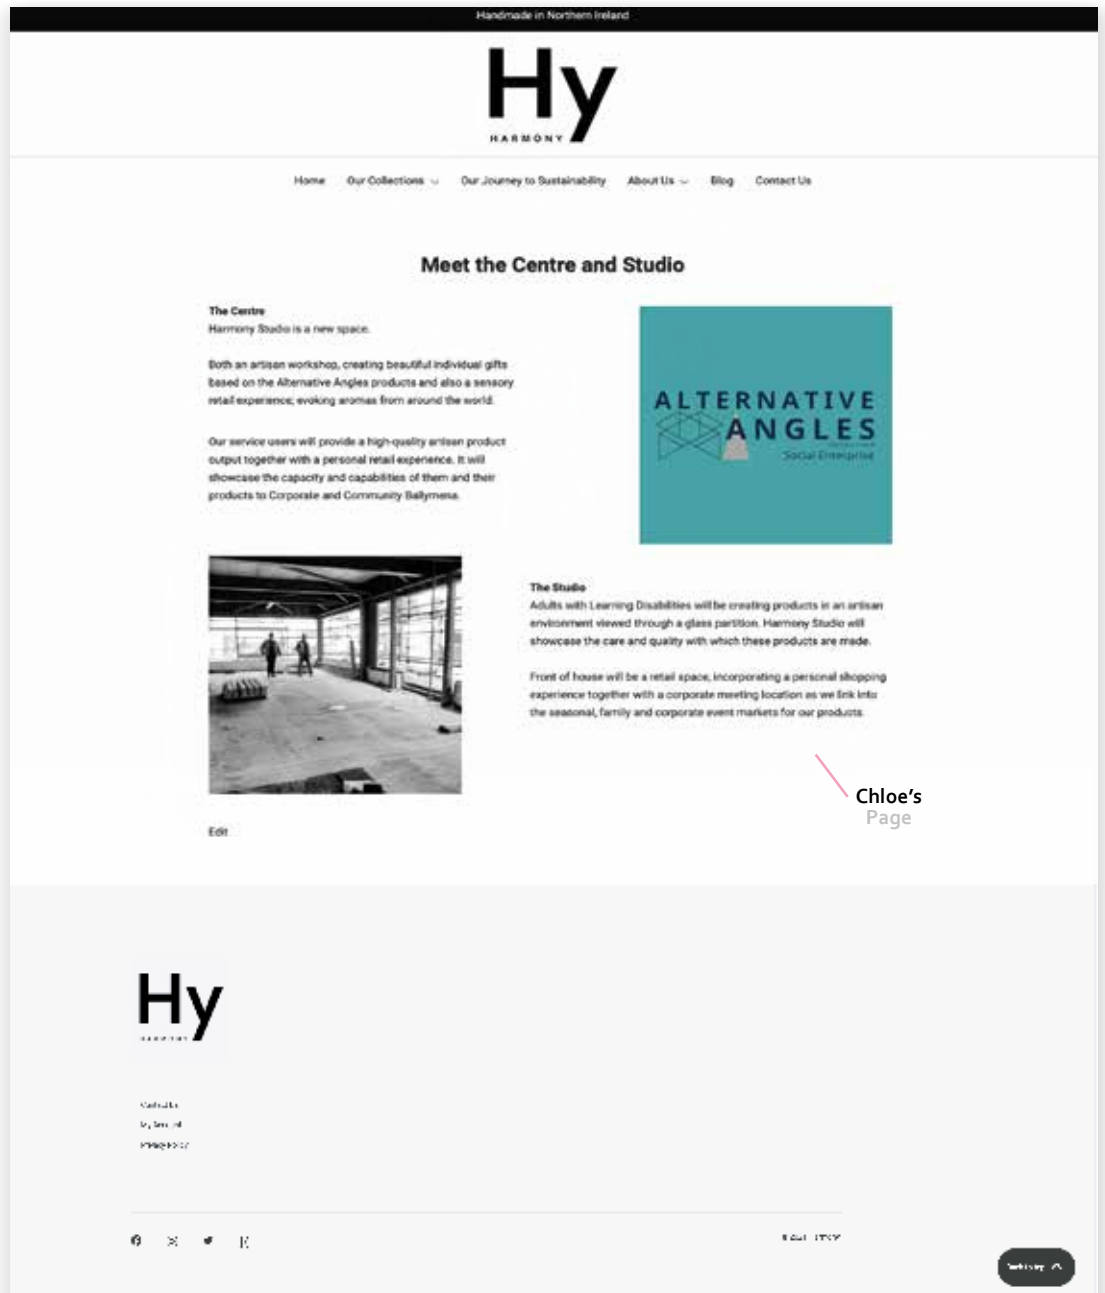 Handmade in Northern Ireland
Hy
HARMONY
Home Our Collections Our Journey to Sustainability About Us Blog Contact Us
Meet the Centre and Studio
The Centre
Harmony Studio is a new space.
Both an artisan workshop, creating beautiful individual gifts
based on the Alternative Angles products and also a sensory
retail experience; evoking aromas from around the world.
Our service users will provide a high-quality artisan product
output together with a personal retail experience. It will
showcase the capacity and capabilities of them and their
products to Corporate and Community Ballymena.
ALTERNATIVE
ANGLES
Social Enterprise
The Studio
Adults with Learning Disabilities will be creating products in an artisan
environment viewed through a glass partition. Harmony Studio will
showcase the care and quality with which these products are made.
Front of house will be a retail space, incorporating a personal shopping
experience together with a corporate meeting location as we link into
the seasonal, family and corporate event markets for our products.
Chloe's
Page
Edit
Hy
HARMONY
Contact Us
Privacy Policy
Back to top